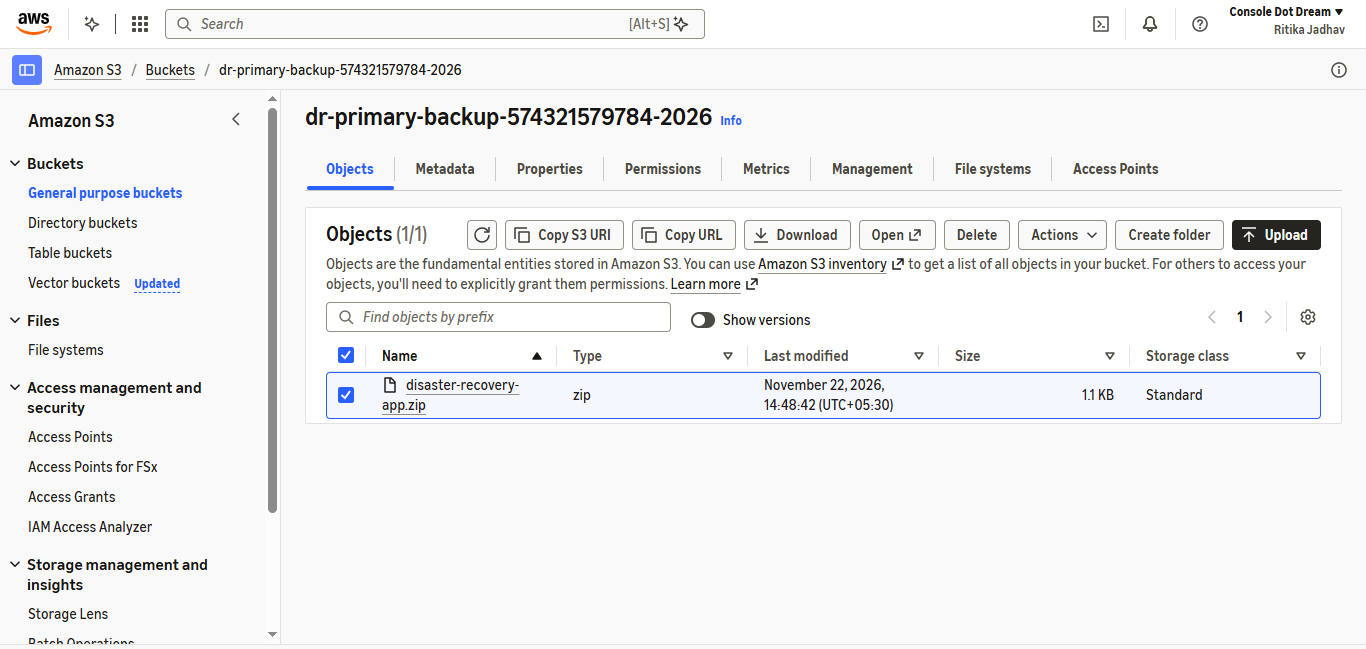 aws
Search [Alt+S]
Console Dot Dream ▼
Ritika Jadhav
Amazon S3 / Buckets / dr-primary-backup-574321579784-2026
Amazon S3
Buckets
General purpose buckets
Directory buckets
Table buckets
Vector buckets Updated
Files
File systems
Access management and
security
Access Points
Access Points for FSx
Access Grants
IAM Access Analyzer
Storage management and
insights
Storage Lens
Batch Operations
dr-primary-backup-574321579784-2026 Info
Objects Metadata Properties Permissions Metrics Management File systems Access Points
Objects (1/1) Copy S3 URI Copy URL Download Open Delete Actions Create folder Upload
Objects are the fundamental entities stored in Amazon S3. You can use Amazon S3 inventory to get a list of all objects in your bucket. For others to access your
objects, you'll need to explicitly grant them permissions. Learn more
Find objects by prefix Show versions 1
Name Type Last modified Size Storage class
disaster-recovery-
app.zip
zip
November 22, 2026,
14:48:42 (UTC+05:30)
1.1 KB
Standard